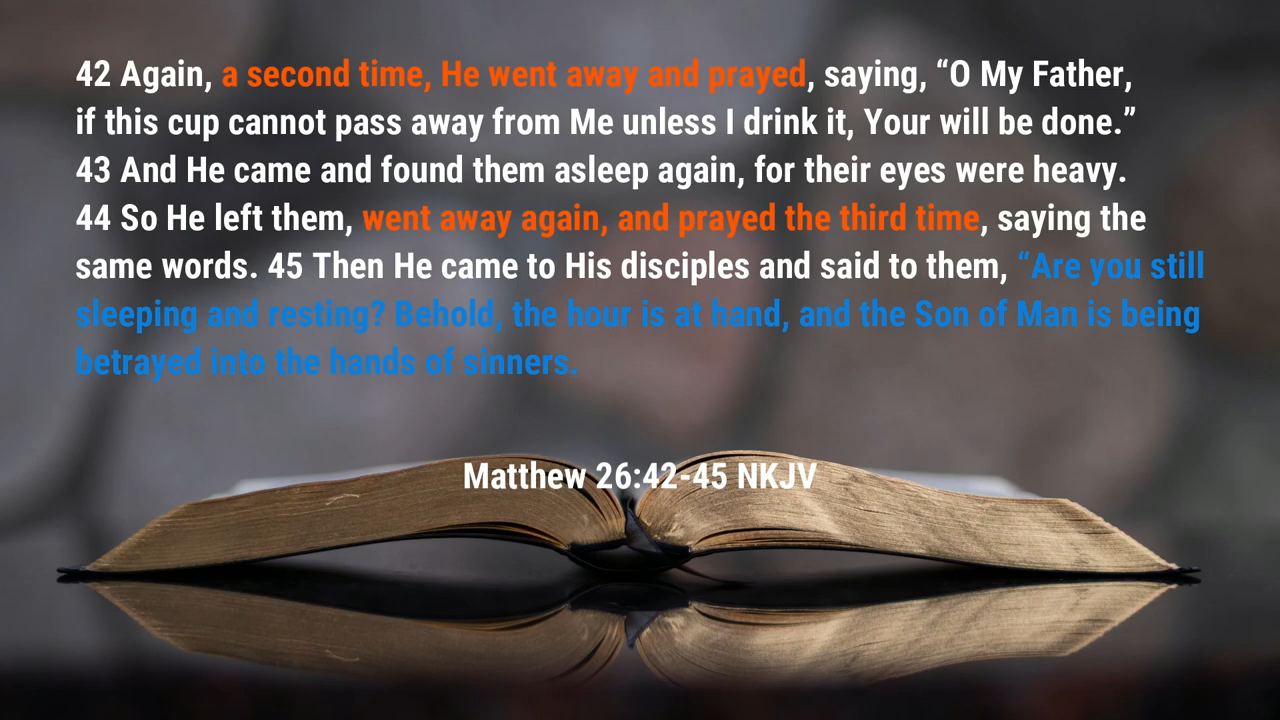 42 Again, a second time, He went away and prayed, saying, “O My Father,
if this cup cannot pass away from Me unless I drink it, Your will be done.”
43 And He came and found them asleep again, for their eyes were heavy.
44 So He left them, went away again, and prayed the third time, saying the
same words. 45 Then He came to His disciples and said to them, “Are you still
sleeping and resting? Behold, the hour is at hand, and the Son of Man is being
betrayed into the hands of sinners.
Matthew 26:42-45 NKJV